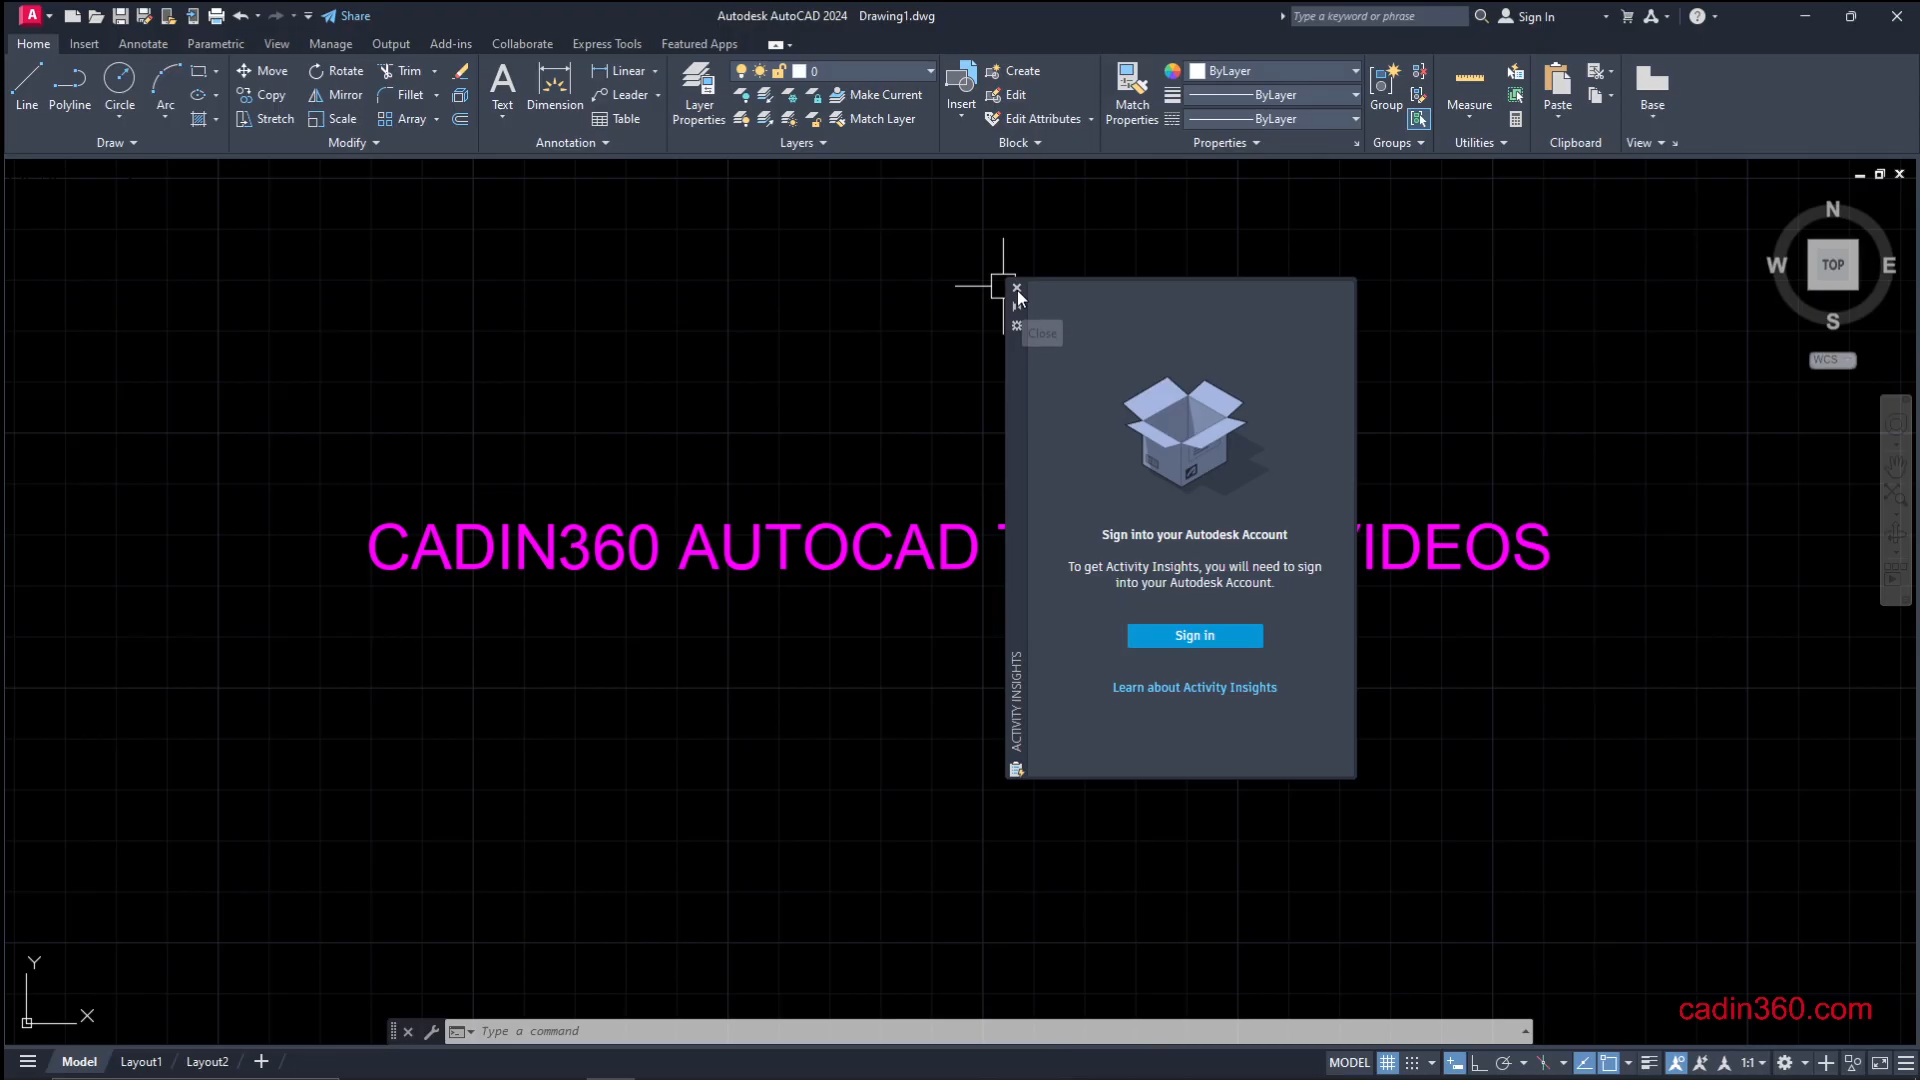 A
Share
Autodesk AutoCAD 2024 Drawing1.dwg
Type a keyword or phrase
Sign In
Home Insert Annotate Parametric View Manage Output Add-ins Collaborate Express Tools Featured Apps
Line Polyline Circle Arc
Move Rotate Trim
Copy Mirror Fillet
Stretch Scale Array
Text Dimension
Linear
Leader
Table
Layer
Properties
0
Make Current
Match Layer
Insert
Create
Edit
Edit Attributes
Match
Properties
ByLayer
ByLayer
ByLayer
Group
Measure
Paste
Base
Draw Modify Annotation Layers Block Properties Groups Utilities Clipboard View
N
W TOP E
S
WCS
Close
CADIN360 AUTOCAD
VIDEOS
Sign into your Autodesk Account
To get Activity Insights, you will need to sign
into your Autodesk Account.
Sign in
Learn about Activity Insights
ACTIVITY INSIGHTS
Y
X
cadin360.com
Type a command
Model Layout1 Layout2
MODEL
1:1